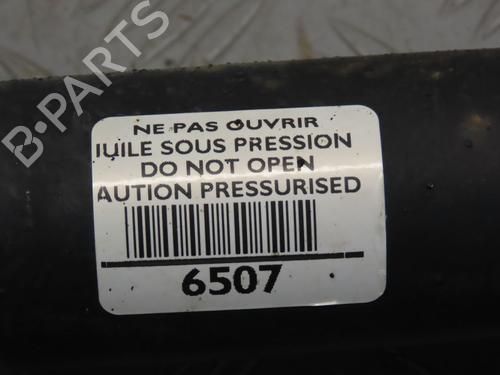 B-PARTS
NE PAS OUVRIR
IUILE SOUS PRESSION
DO NOT OPEN
AUTION PRESSURISED
6507